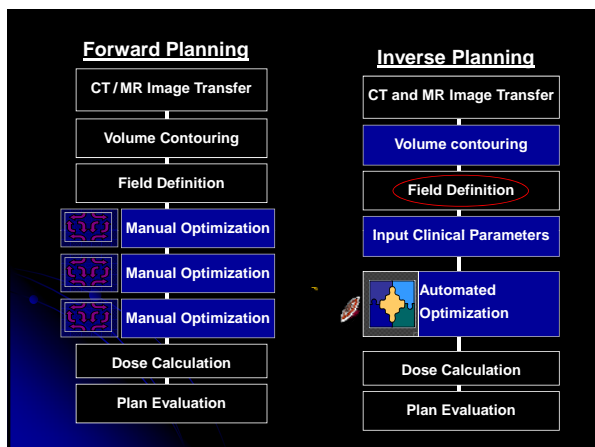 Forward Planning
CT / MR Image Transfer
Volume Contouring
Field Definition
Manual Optimization
Manual Optimization
Manual Optimization
Dose Calculation
Plan Evaluation
Inverse Planning
CT and MR Image Transfer
Volume contouring
Field Definition
Input Clinical Parameters
Automated
Optimization
Dose Calculation
Plan Evaluation